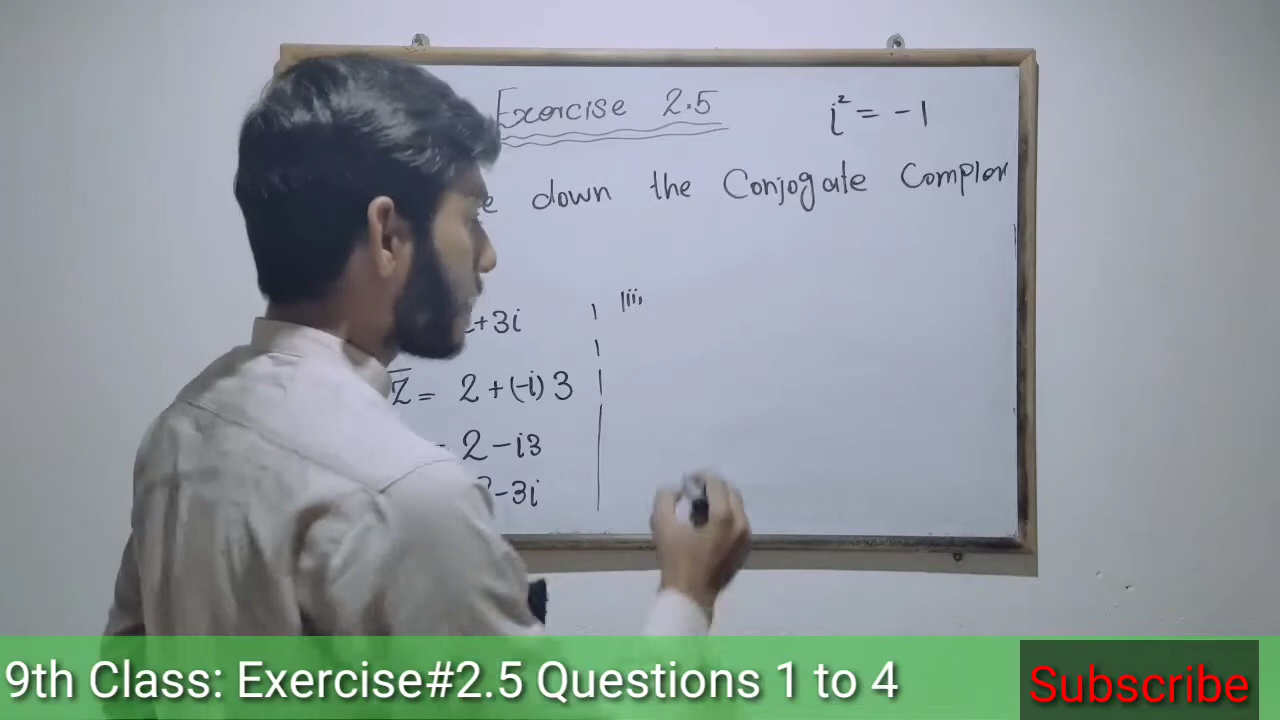 Exercise 2.5
i² = -1
down the Conjogate Complex
+3i
iii,
Z̅ = 2 + (-i) 3
= 2 - i3
-3i
9th Class: Exercise#2.5 Questions 1 to 4
Subscribe